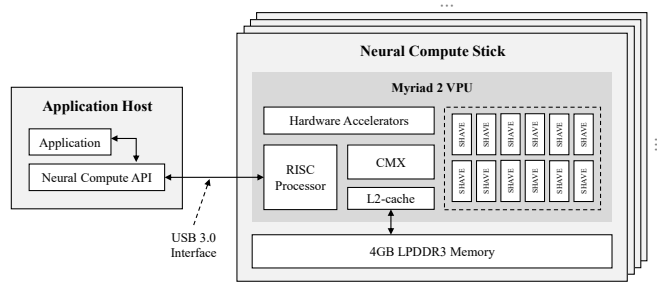 ...
Neural Compute Stick
Myriad 2 VPU
Application Host
Application
Neural Compute API
USB 3.0
Interface
Hardware Accelerators
RISC
Processor
CMX
L2-cache
SHAVE SHAVE SHAVE SHAVE SHAVE SHAVE
SHAVE SHAVE SHAVE SHAVE SHAVE SHAVE
4GB LPDDR3 Memory
...